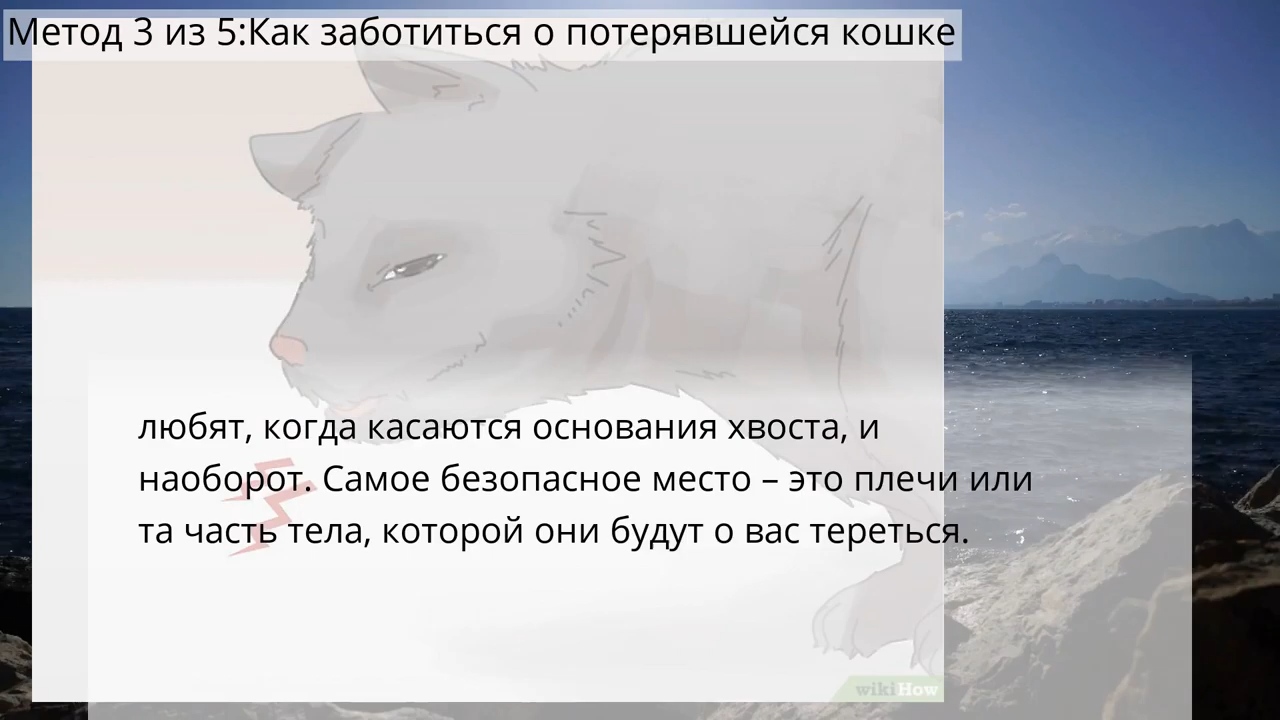 Метод 3 из 5:Как заботиться о потерявшейся кошке
любят, когда касаются основания хвоста, и
наоборот. Самое безопасное место – это плечи или
та часть тела, которой они будут о вас тереться.
wikiHow